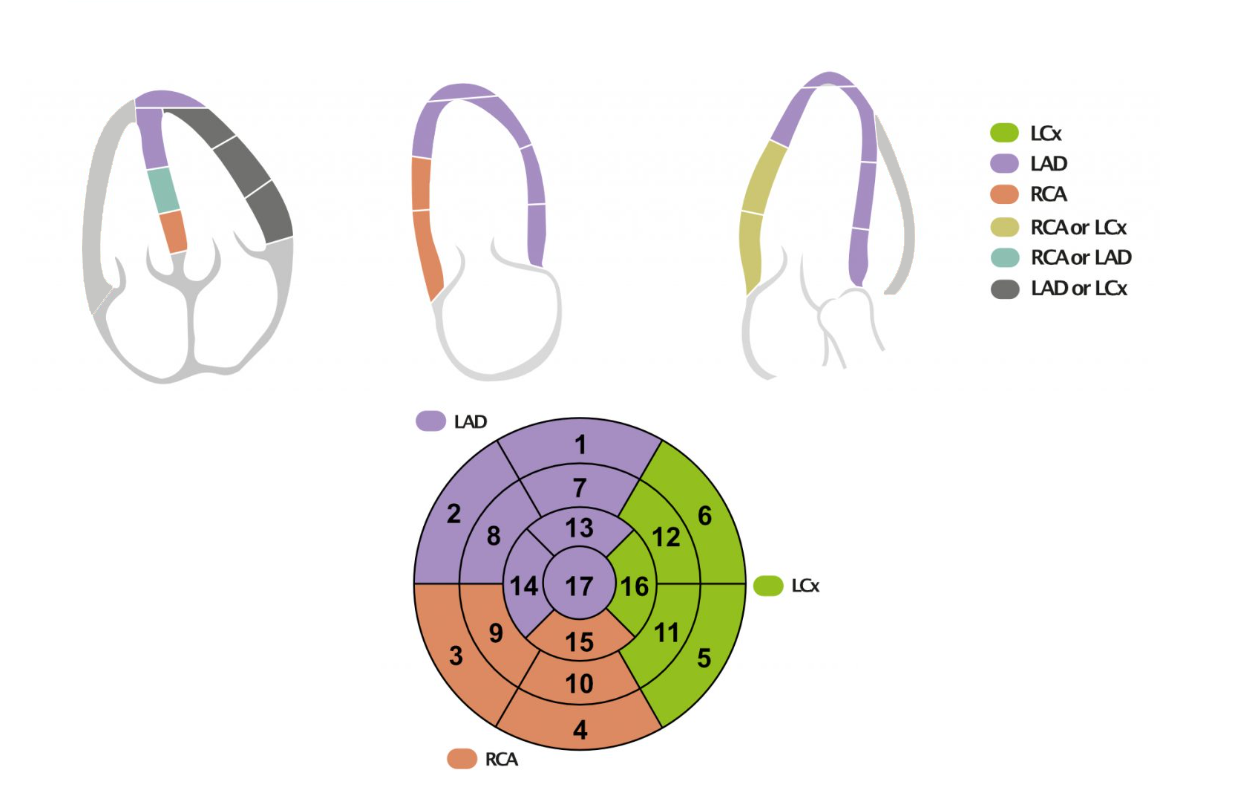 LCx
LAD
RCA
RCA or LCx
RCA or LAD
LAD or LCx
LAD
1
7
2
6
8
13
12
14
17
16
LCx
9
15
11
3
5
10
4
RCA